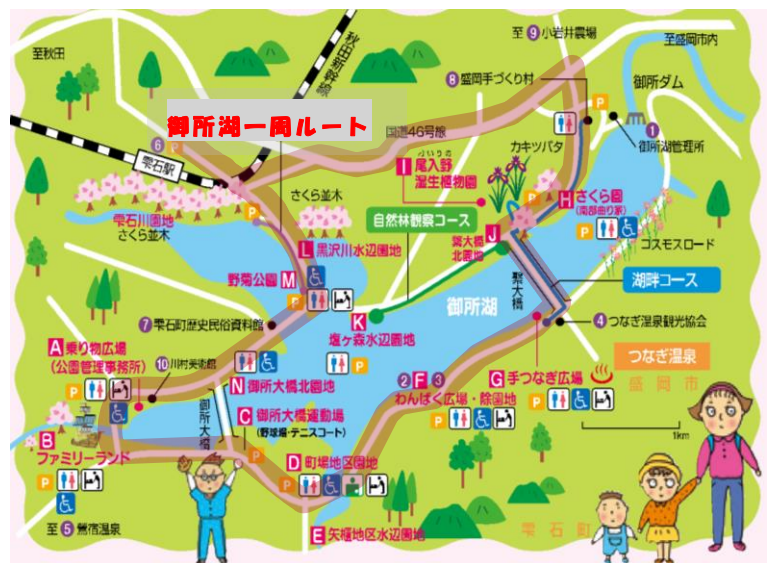 至秋田
秋田新幹線
至 9 小岩井農場
至盛岡市内
8 盛岡手づくり村
御所ダム
P
御所湖一周ルート
国道46号線
カキツバタ
1
御所湖管理所
6 P
雫石駅
I 尾入野
湿生植物園
さくら並木
P
H さくら園
(南部曲り家)
P
雫石川園地
さくら並木
P
自然林観察コース
J
繋大橋
北園地
コスモスロード
L 黒沢川水辺園地
野菊公園 M
P
繋大橋
湖畔コース
御所湖
7 雫石町歴史民俗資料館
K
塩ヶ森水辺園地
P
4 つなぎ温泉観光協会
A 乗り物広場
(公園管理事務所)
P
10 川村美術館
つなぎ温泉
盛岡市
N 御所大橋北園地
2 F 3
わんぱく広場・除園地
P
G 手つなぎ広場
P
御所大橋
C 御所大橋運動場
(野球場・テニスコート)
P
B
ファミリーランド
P
D 町場地区園地
P
1km
E 矢櫃地区水辺園地
至 5 鶯宿温泉
雫石町